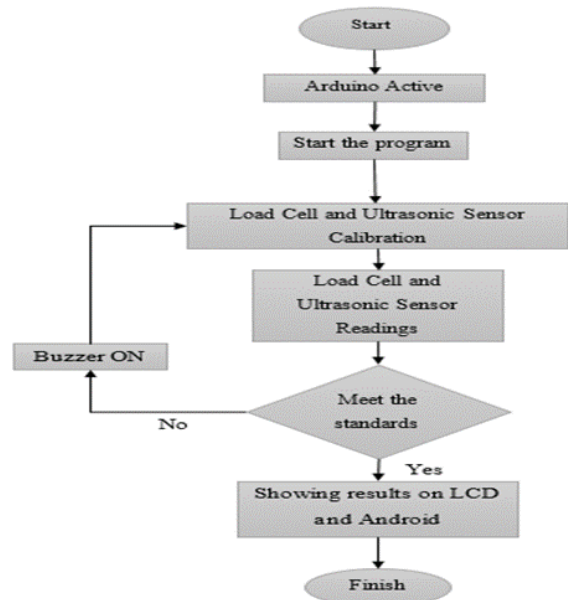 Start
Arduino Active
Start the program
Load Cell and Ultrasonic Sensor
Calibration
Load Cell and
Ultrasonic Sensor
Readings
Buzzer ON
Meet the
standards
No
Yes
Showing results on LCD
and Android
Finish